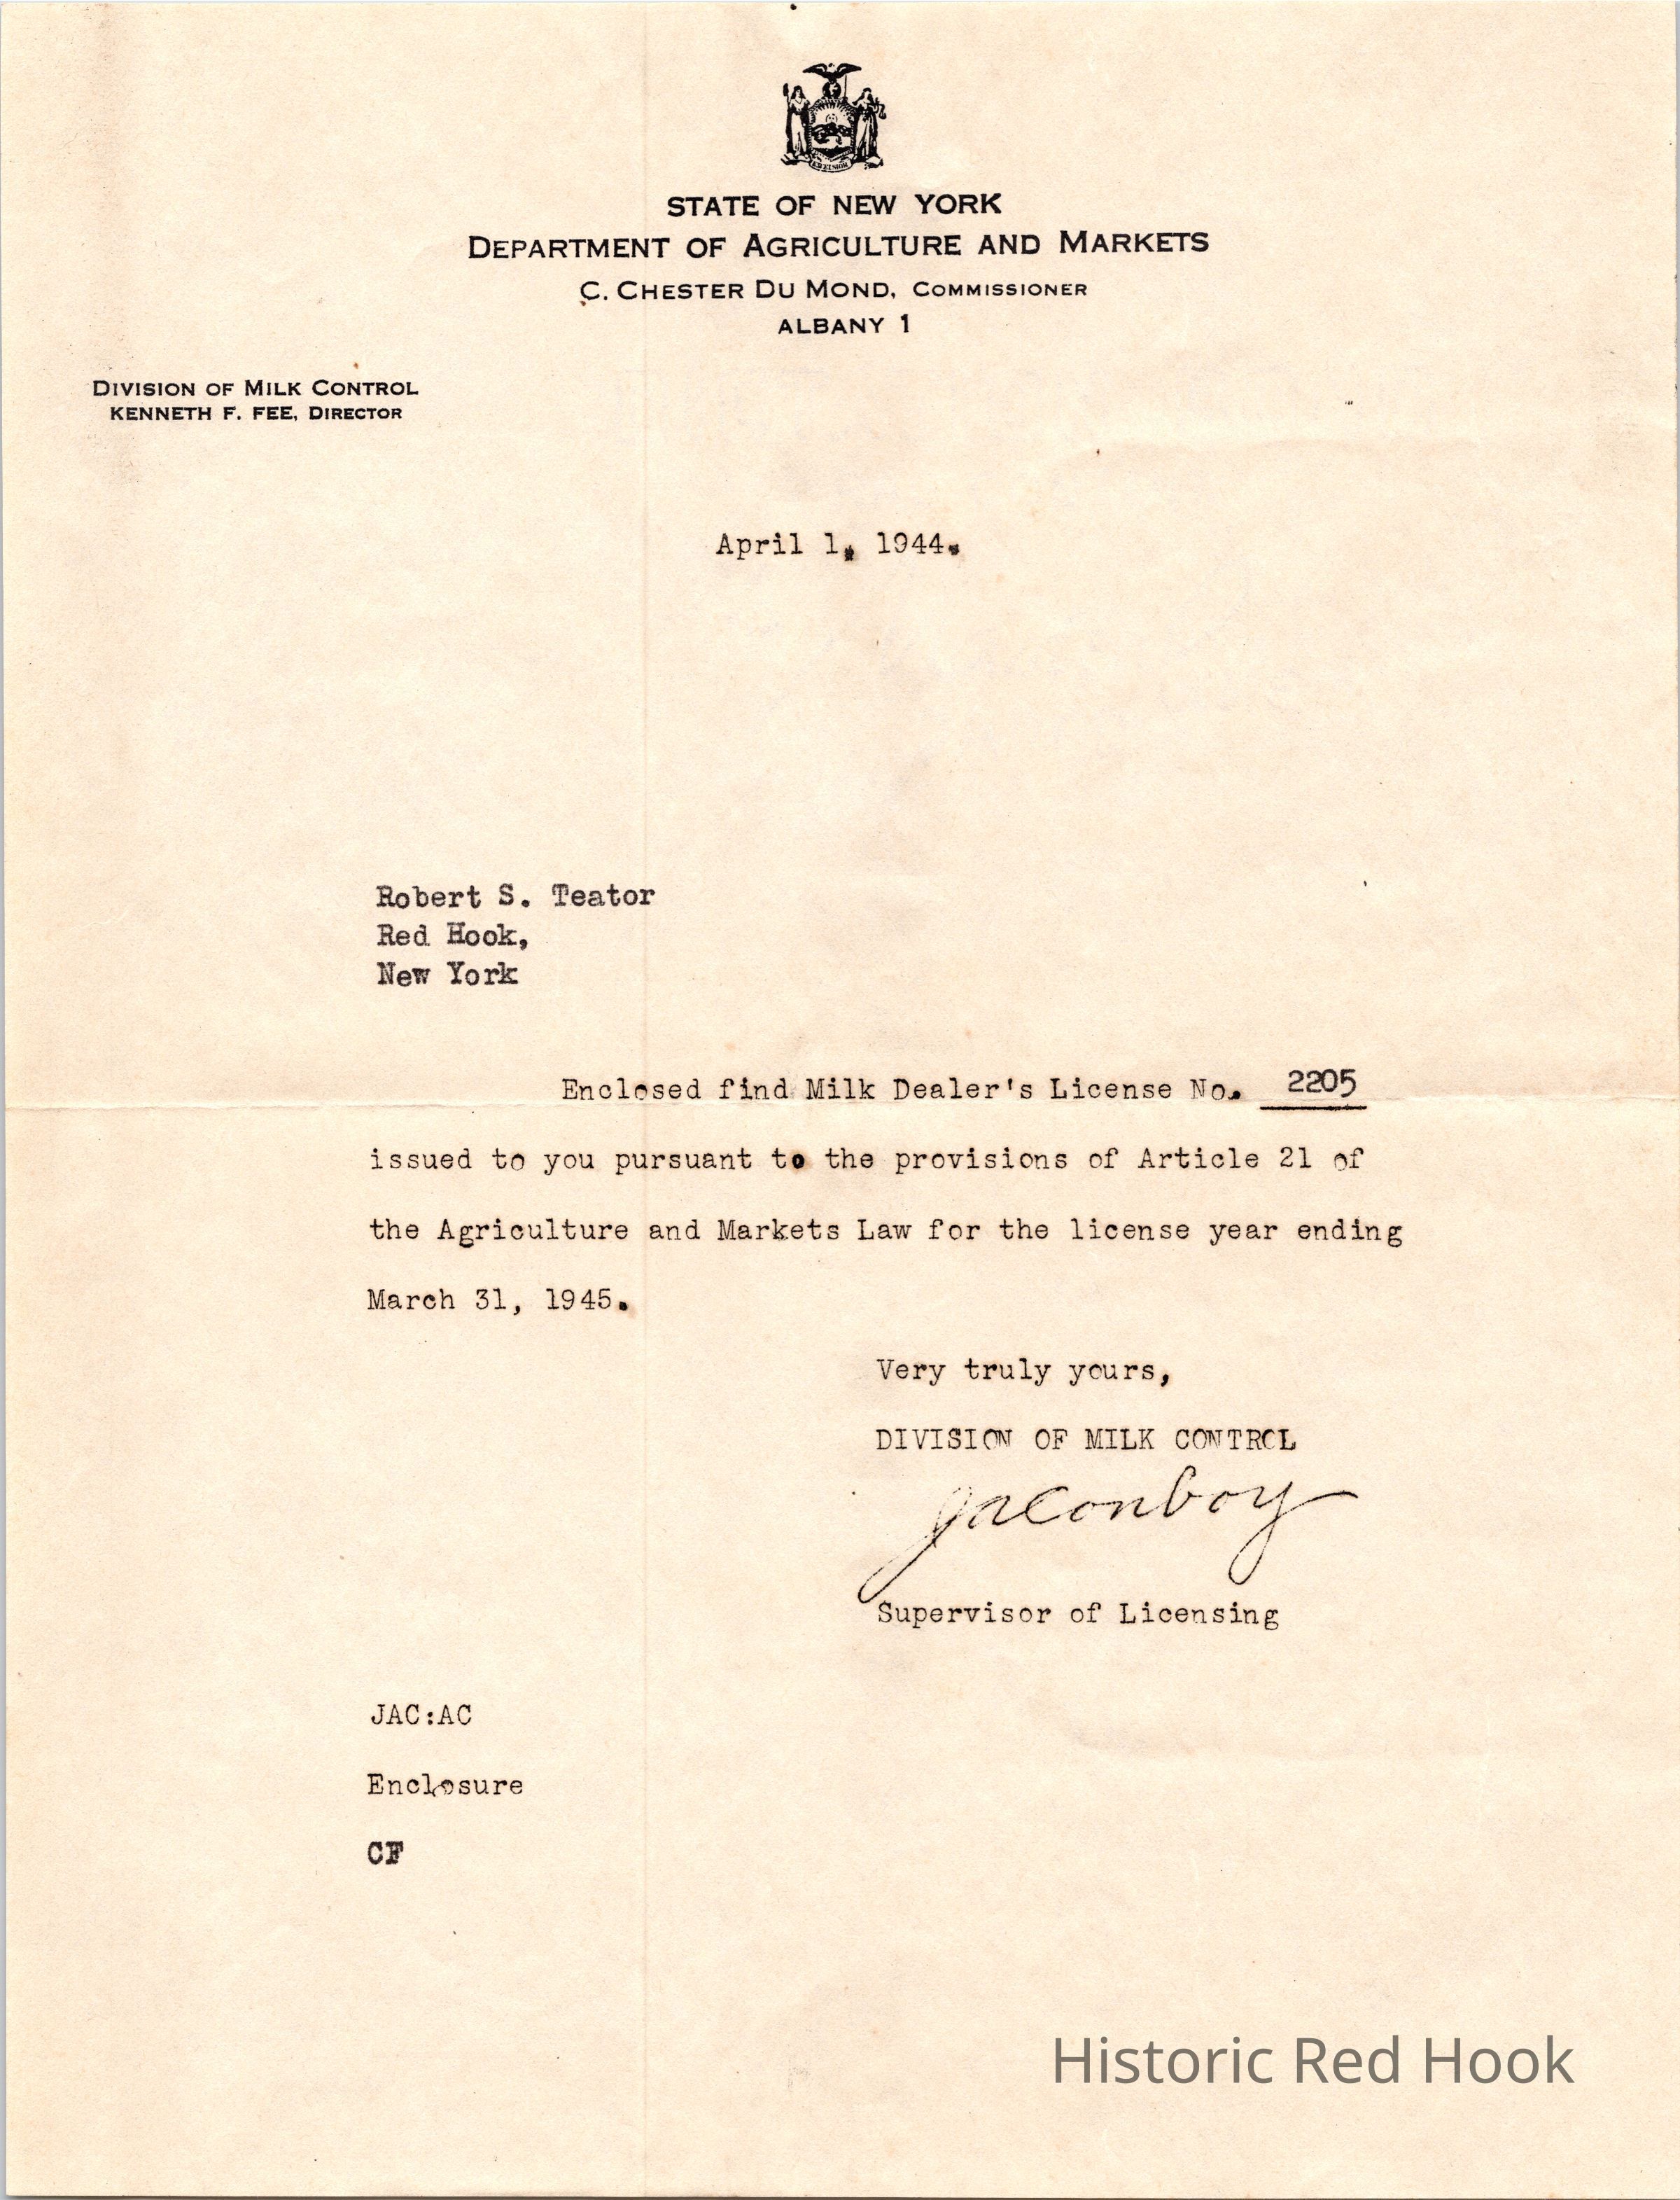 EXCELSIOR
STATE OF NEW YORK
DEPARTMENT OF AGRICULTURE AND MARKETS
C. CHESTER DU MOND, COMMISSIONER
ALBANY 1
DIVISION OF MILK CONTROL
KENNETH F. FEE, DIRECTOR
April 1, 1944.
Robert S. Teator
Red Hook,
New York
Enclosed find Milk Dealer's License No. 2205
issued to you pursuant to the provisions of Article 21 of
the Agriculture and Markets Law for the license year ending
March 31, 1945.
Very truly yours,
DIVISION OF MILK CONTROL
JAConboy
Supervisor of Licensing
JAC:AC
Enclosure
CF
Historic Red Hook